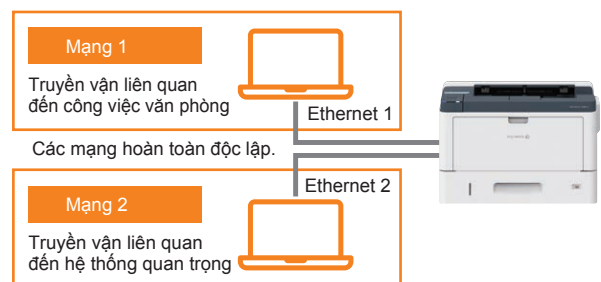 Mạng 1
Truyền vận liên quan
đến công việc văn phòng
Ethernet 1
Các mạng hoàn toàn độc lập.
Ethernet 2
Mạng 2
Truyền vận liên quan
đến hệ thống quan trọng